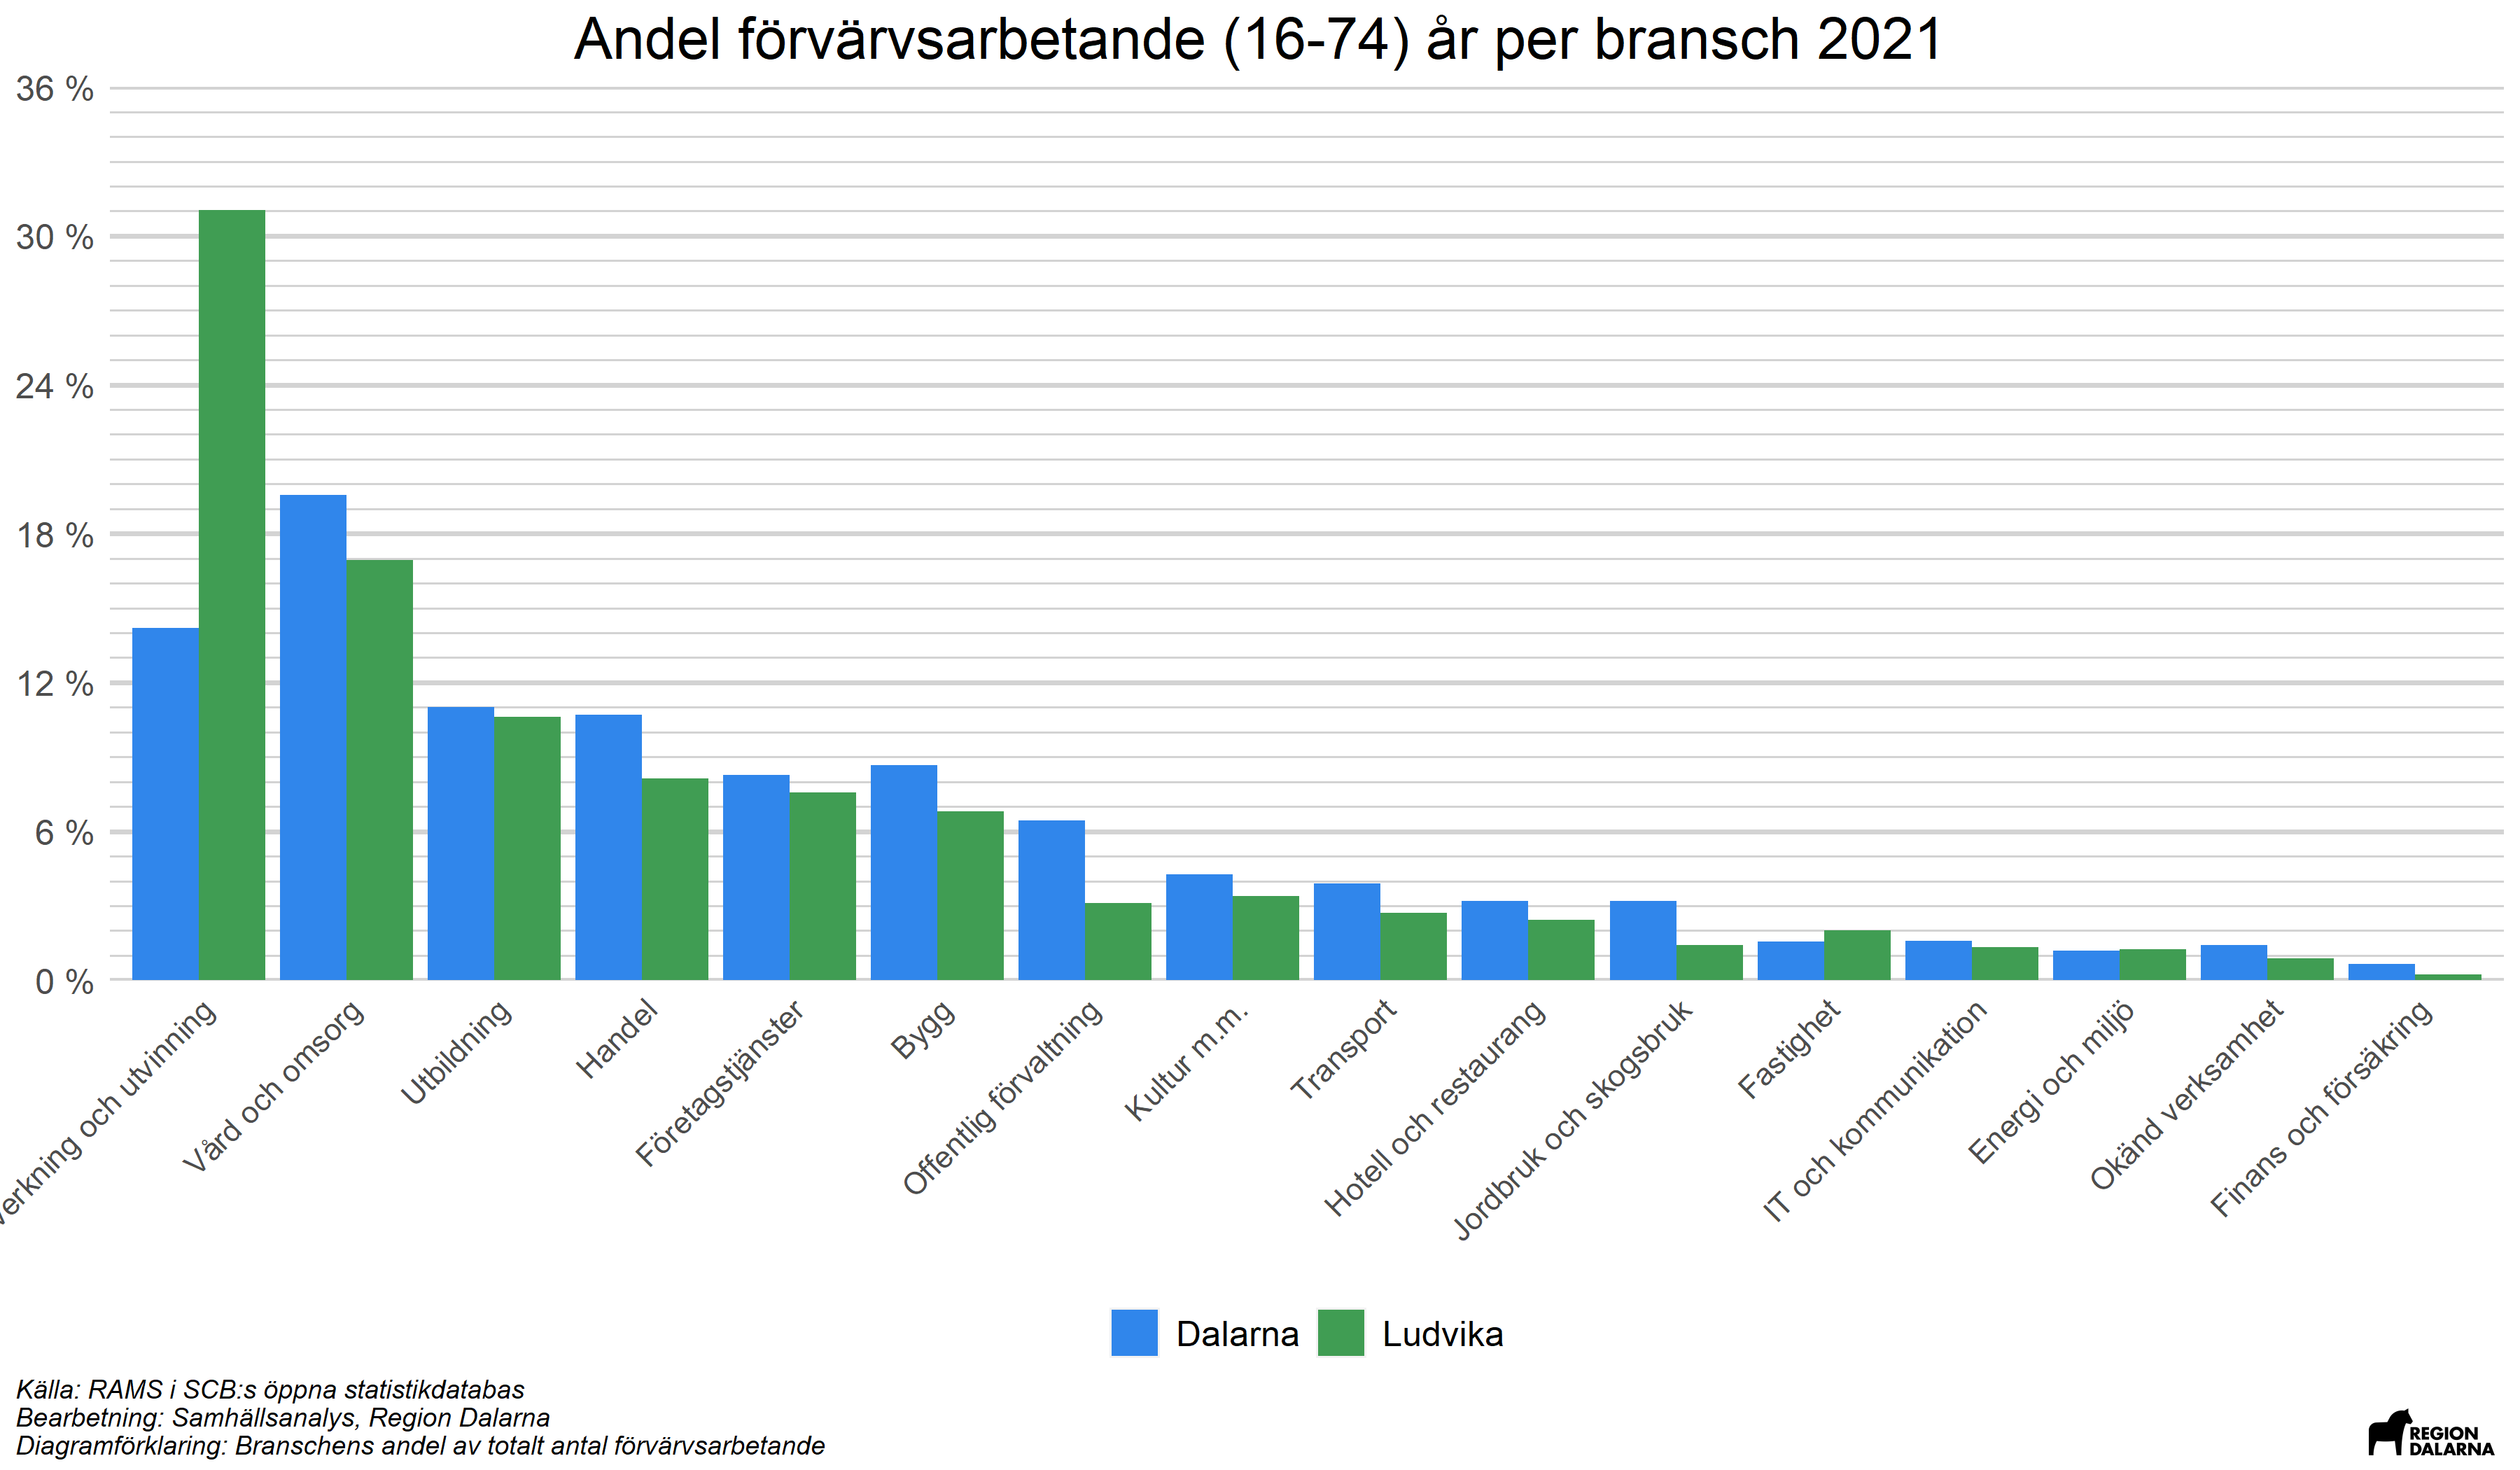 Andel förvärvsarbetande (16-74) år per bransch 2021
36 %
30 %
24 %
18 %
12 %
6 %
0 %
verkning och utvinning
Vård och omsorg
Utbildning
Handel
Företagstjänster
Bygg
Offentlig förvaltning
Kultur m.m.
Transport
Hotell och restaurang
Jordbruk och skogsbruk
Fastighet
IT och kommunikation
Energi och miljö
Okänd verksamhet
Finans och försäkring
Dalarna
Ludvika
Källa: RAMS i SCB:s öppna statistikdatabas
Bearbetning: Samhällsanalys, Region Dalarna
Diagramförklaring: Branschens andel av totalt antal förvärvsarbetande
REGION
DALARNA